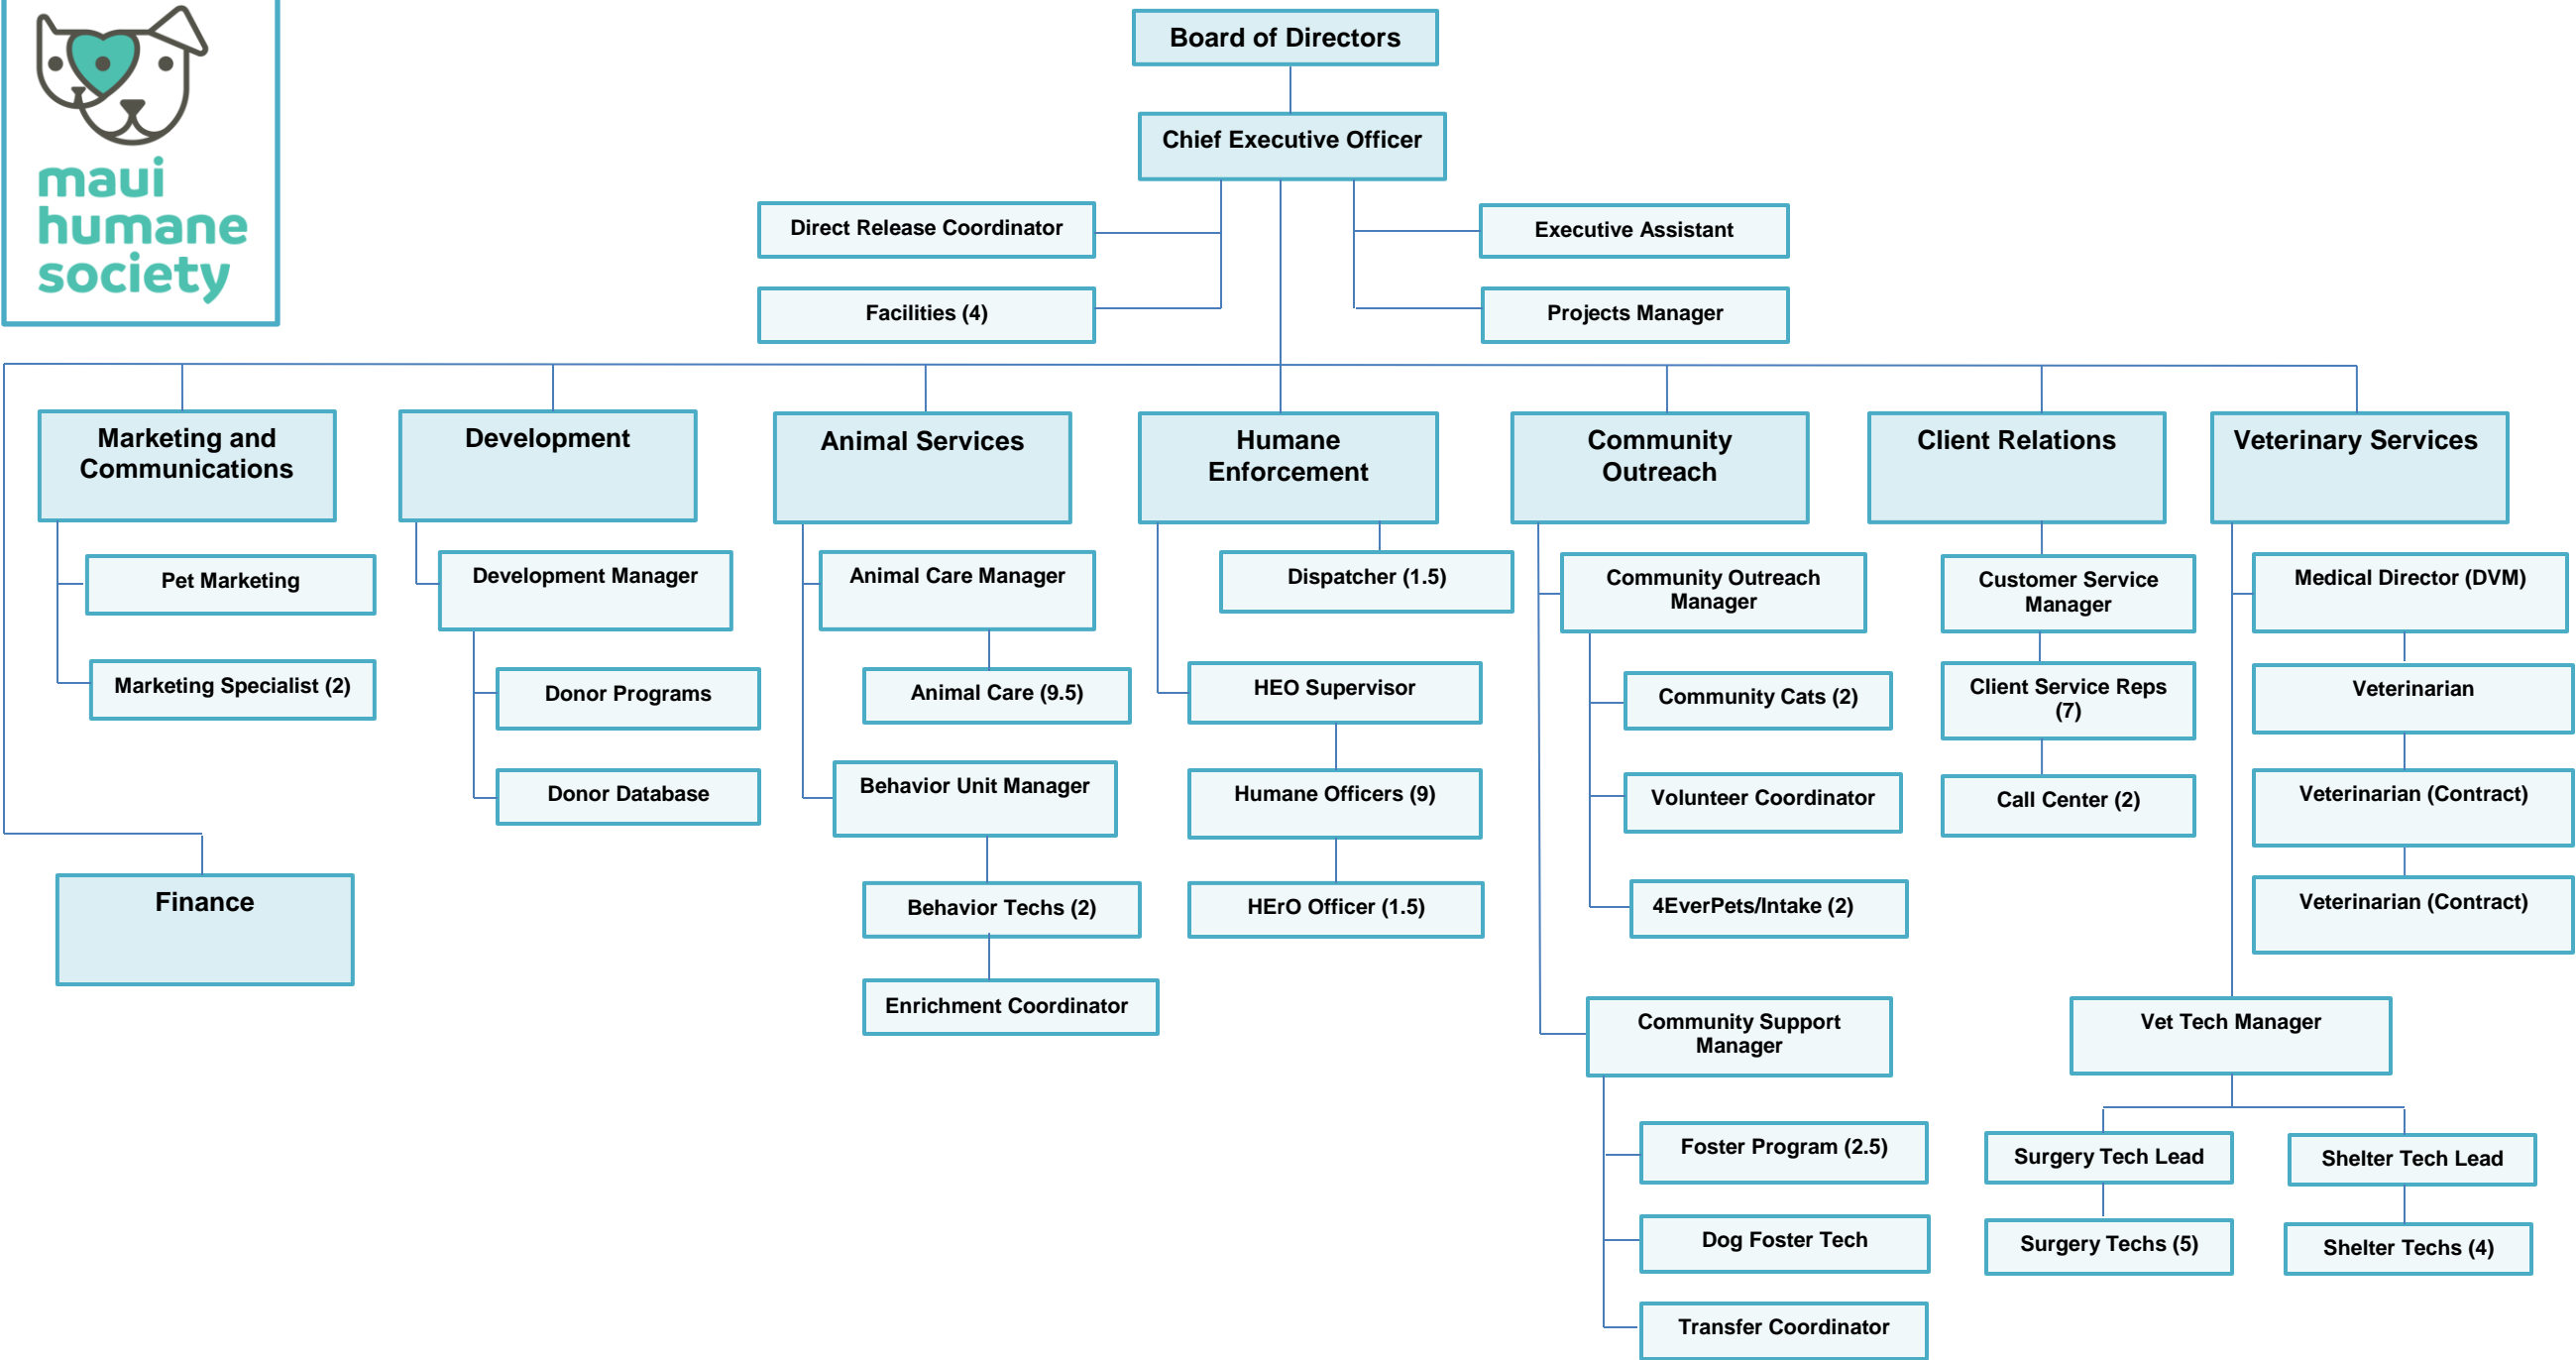 maui
humane
society
Board of Directors
Chief Executive Officer
Direct Release Coordinator
Executive Assistant
Facilities (4)
Projects Manager
Marketing and
Communications
Pet Marketing
Marketing Specialist (2)
Finance
Development
Development Manager
Donor Programs
Donor Database
Animal Services
Animal Care Manager
Animal Care (9.5)
Behavior Unit Manager
Behavior Techs (2)
Enrichment Coordinator
Humane
Enforcement
Dispatcher (1.5)
HEO Supervisor
Humane Officers (9)
HErO Officer (1.5)
Community
Outreach
Community Outreach
Manager
Community Cats (2)
Volunteer Coordinator
4EverPets/Intake (2)
Community Support
Manager
Foster Program (2.5)
Dog Foster Tech
Transfer Coordinator
Client Relations
Customer Service
Manager
Client Service Reps
(7)
Call Center (2)
Veterinary Services
Medical Director (DVM)
Veterinarian
Veterinarian (Contract)
Veterinarian (Contract)
Vet Tech Manager
Surgery Tech Lead
Surgery Techs (5)
Shelter Tech Lead
Shelter Techs (4)